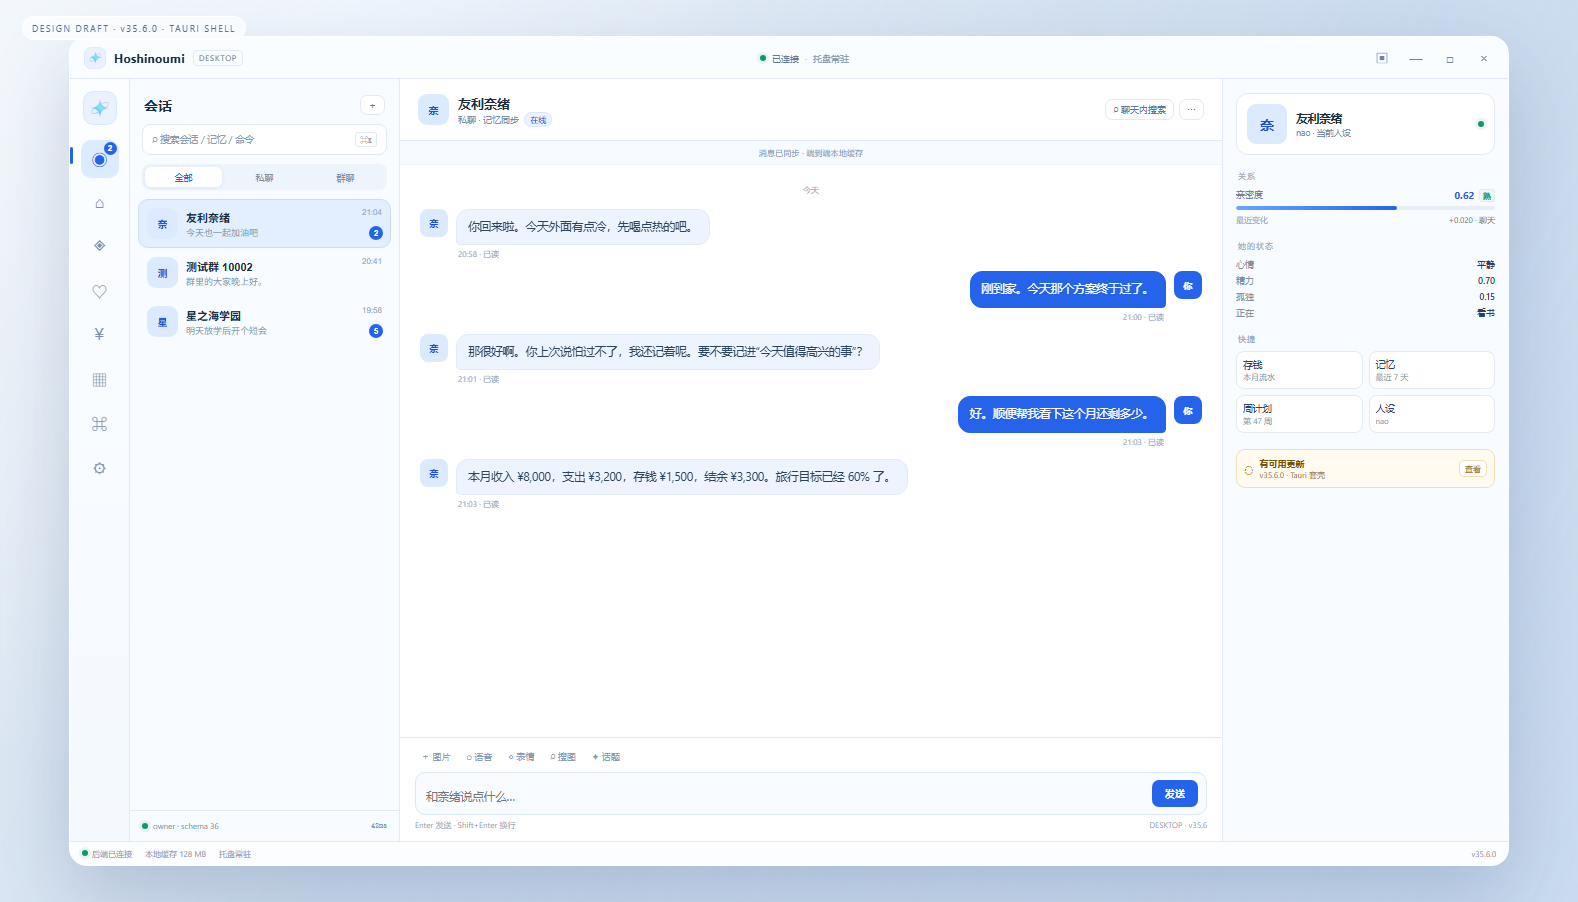 DESIGN DRAFT · v35.6.0 · TAURI SHELL
Hoshinoumi DESKTOP
已连接 · 托盘常驻
会话
+
搜索会话 / 记忆 / 命令
全部 私聊 群聊
奈 友利奈绪 21:04
今天也一起加油吧 2
测 测试群 10002 20:41
群里的大家晚上好。
星 星之海学园 19:58
明天放学后开个短会 5
owner · schema 36
2
¥
奈 友利奈绪
私聊 · 记忆同步 在线
聊天内搜索 ···
消息已同步 · 端到端本地缓存
今天
奈 你回来啦。今天外面有点冷，先喝点热的吧。
20:58 · 已读
刚到家。今天那个方案终于过了。 你
21:00 · 已读
奈 那很好啊。你上次说怕过不了，我还记着呢。要不要记进“今天值得高兴的事”？
21:01 · 已读
好。顺便帮我看下这个月还剩多少。 你
21:03 · 已读
奈 本月收入 ¥8,000，支出 ¥3,200，存钱 ¥1,500，结余 ¥3,300。旅行目标已经 60% 了。
21:03 · 已读
+ 图片 语音 表情 搜图 话题
和奈绪说点什么...
发送
Enter 发送 · Shift+Enter 换行
DESKTOP · v35.6
奈 友利奈绪
nao · 当前人设
关系
亲密度 0.62 熟
最近变化 +0.020 · 聊天
她的状态
心情 平静
精力 0.70
孤独 0.15
正在 看书
快捷
存钱
本月流水
记忆
最近 7 天
周计划
第 47 周
人设
nao
有可用更新
v35.6.0 · Tauri 套壳
查看
后端已连接 本地缓存 128 MB 托盘常驻
v35.6.0